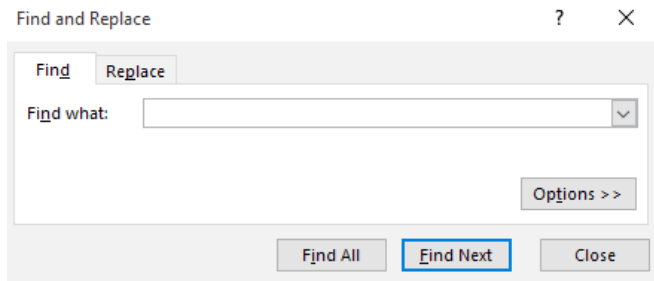 Find and Replace ?
Find Replace
Find what:
Options >>
Find All Find Next Close